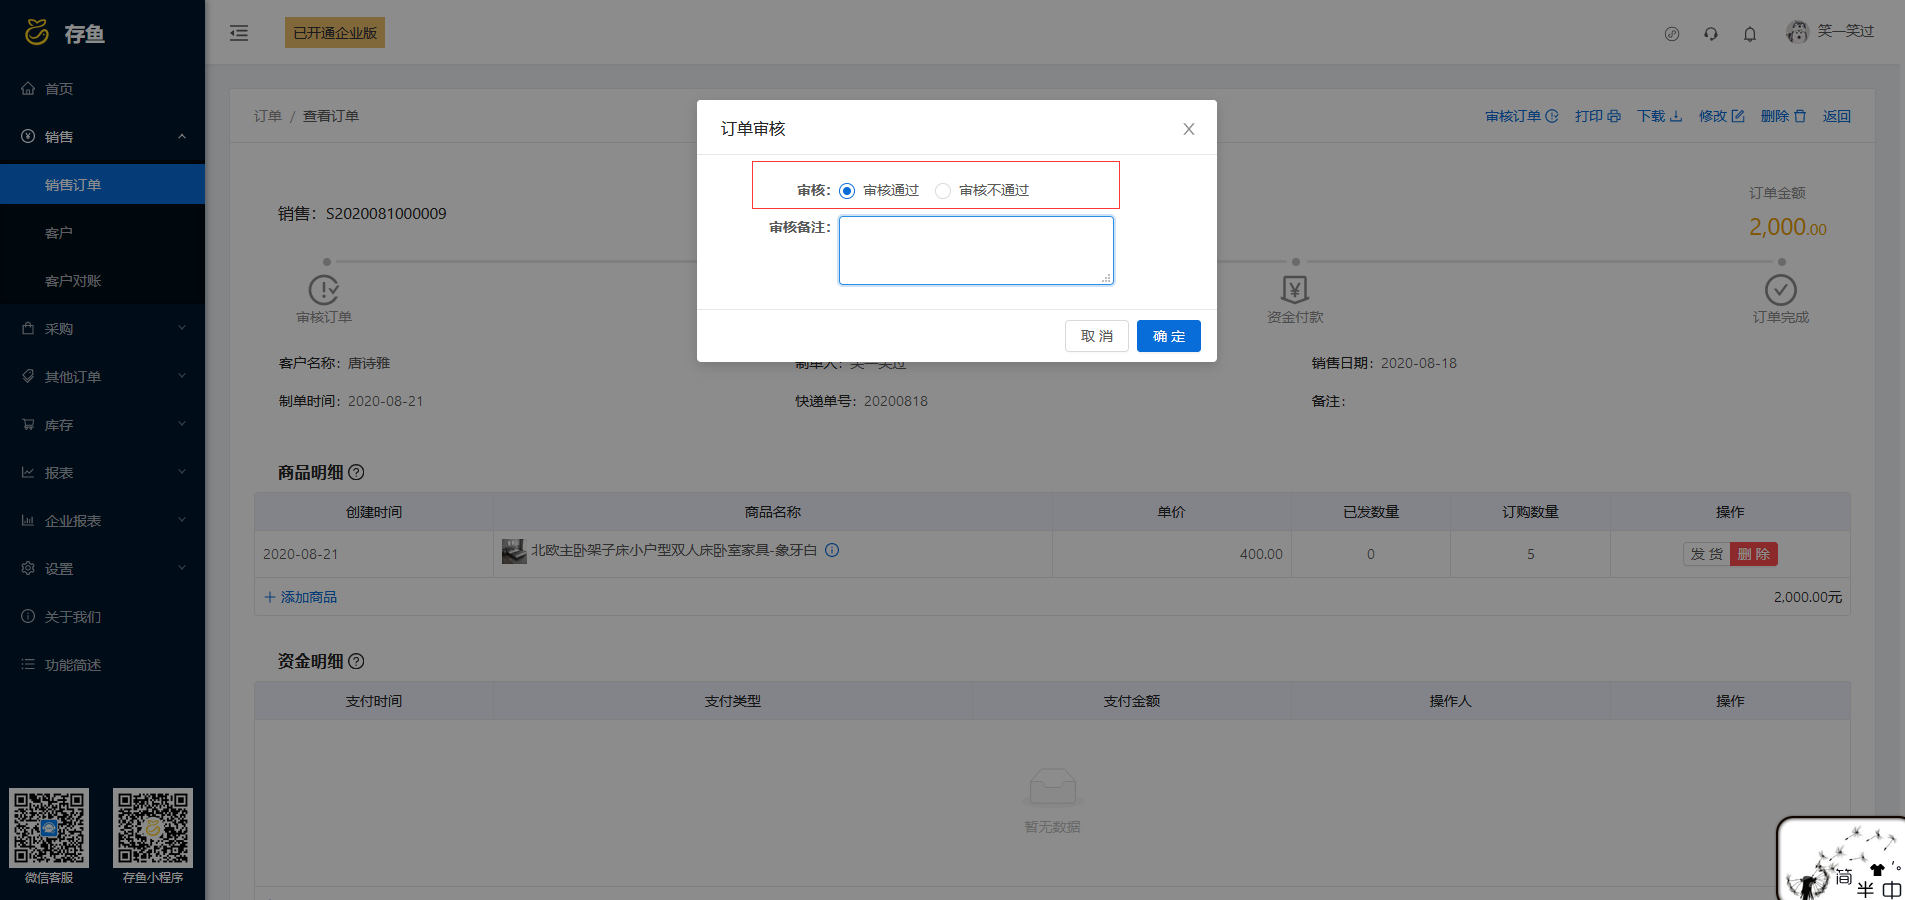 存鱼
已开通企业版
笑一笑过
首页
销售
销售订单
客户
客户对账
采购
其他订单
库存
报表
企业报表
设置
关于我们
功能简述
微信客服
存鱼小程序
订单 / 查看订单
审核订单 打印 下载 修改 删除 返回
销售：S2020081000009
订单金额
2,000.00
审核订单
资金付款
订单完成
订单审核
审核： 审核通过 审核不通过
审核备注：
取 消 确 定
客户名称：唐诗雅
制单人：笑一笑过
销售日期：2020-08-18
制单时间：2020-08-21
快递单号：20200818
备注：
商品明细
创建时间 商品名称 单价 已发数量 订购数量 操作
2020-08-21 北欧主卧架子床小户型双人床卧室家具-象牙白 400.00 0 5 发 货 删 除
添加商品 2,000.00元
资金明细
支付时间 支付类型 支付金额 操作人 操作
暂无数据
简
半 中